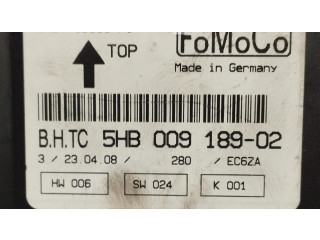 TOP
FoMoCo
Made in Germany
B.H.TC 5HB 009 189-02
3 / 23.04.08 / 280 / EC6ZA
HW 006 SW 024 K 001